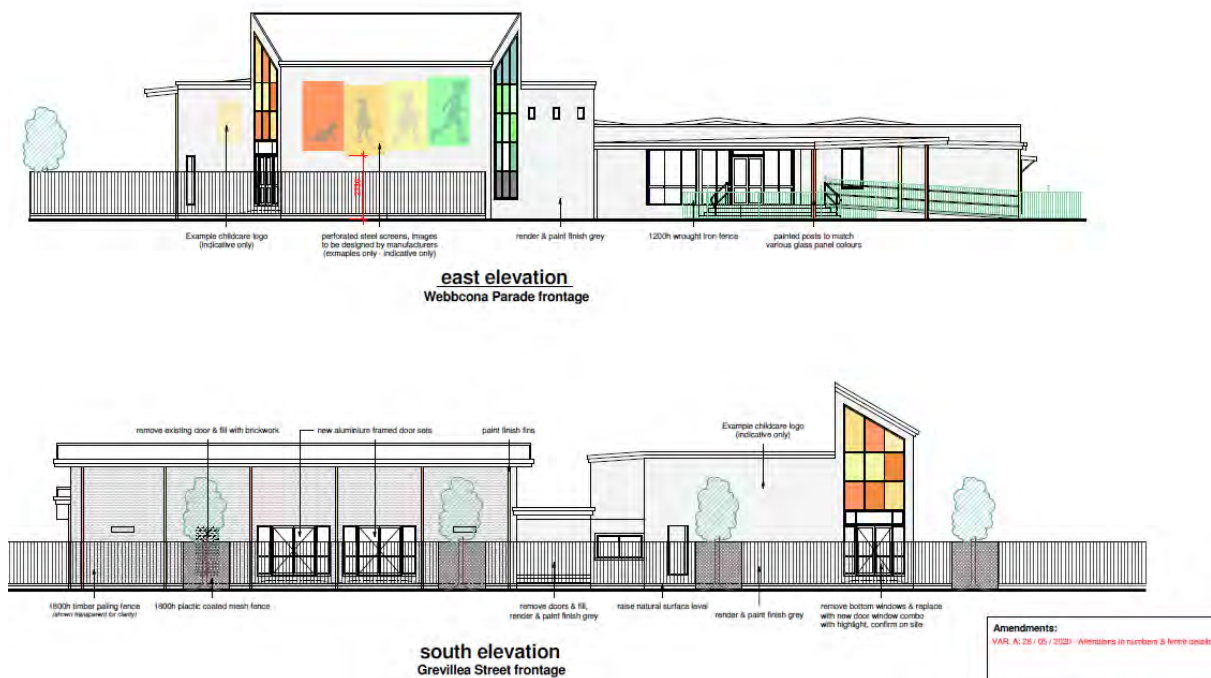 Example childcare logo
(indicative only)
perforated steel screens, images
to be designed by manufacturers
(exmaples only - indicative only)
render & paint finish grey
1200h wrought iron fence
painted posts to match
various glass panel colours
east elevation
Webbcona Parade frontage
remove existing door & fill with brickwork
new aluminium framed door sets
paint finish fins
Example childcare logo
(indicative only)
1800h timber paling fence
(shown transparent for clarity)
1600h plactic coated mesh fence
remove doors & fill,
render & paint finish grey
raise natural surface level
render & paint finish grey
remove bottom windows & replace
with new door window combo
with highlight, confirm on site
south elevation
Grevillea Street frontage
Amendments:
VAR. A: 26 / 05 / 2020 - Alterations to numbers & fence details